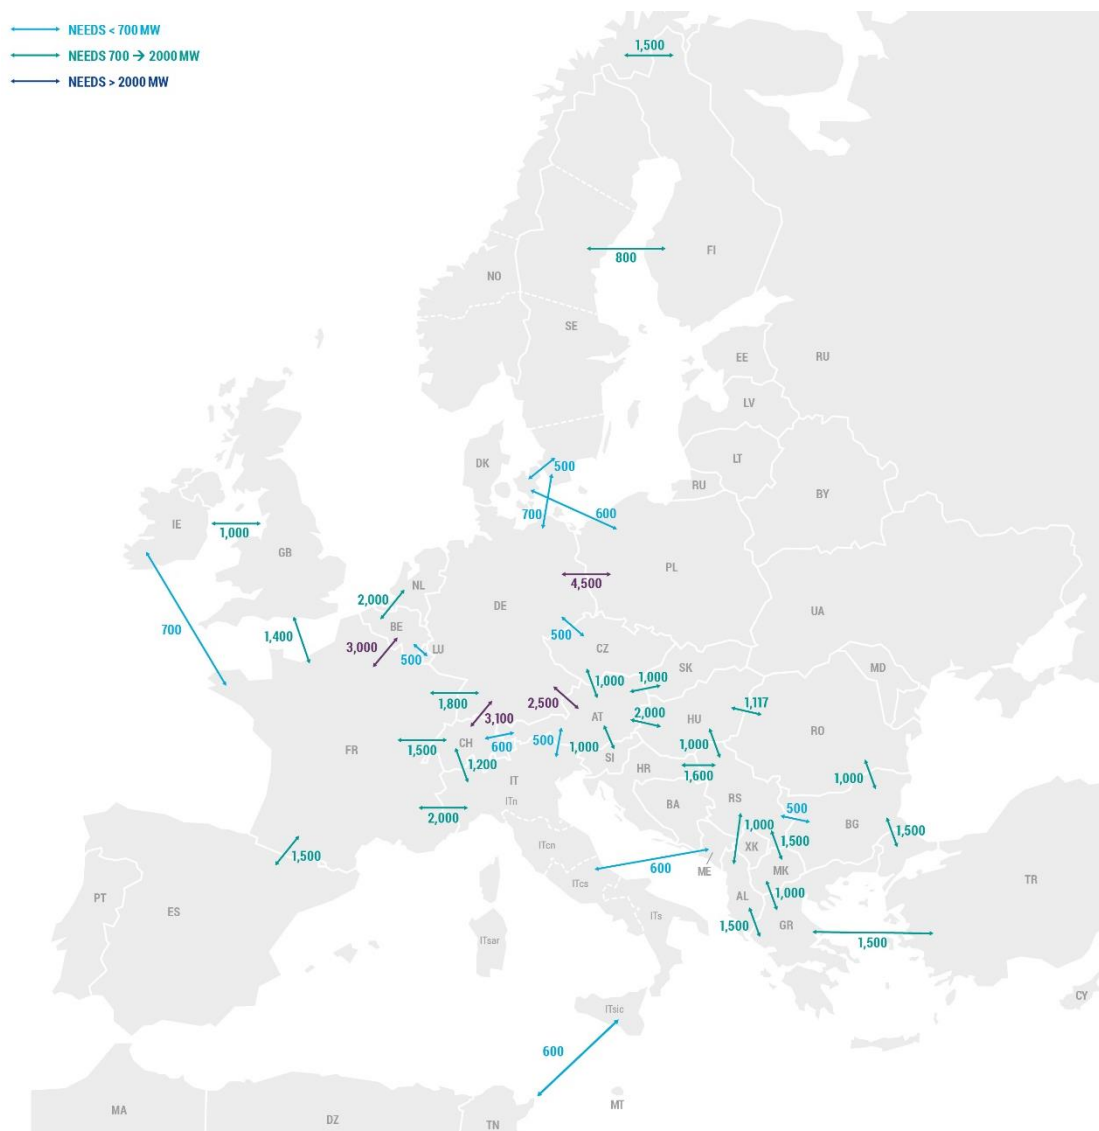 NEEDS < 700 MW
NEEDS 700 → 2000 MW
NEEDS > 2000 MW
1,500
800
FI
NO
SE
EE
RU
LV
LT
RU
BY
DK
500
700
600
IE
1,000
GB
NL
2,000
BE
3,000
500
LU
DE
4,500
PL
UA
700
1,400
500
CZ
SK
MD
1,000
1,000
1,800
3,100
2,500
AT
2,000
HU
1,117
RO
FR
1,500
CH
600
500
1,000
SI
1,000
1,200
IT
HR
1,600
1,000
ITn
BA
RS
500
BG
2,000
1,000
1,500
1,500
1,500
ITcn
XK
ME
MK
600
ITcs
AL
1,000
TR
PT
ES
ITs
1,500
GR
1,500
ITsar
ITsic
CY
600
MT
MA
DZ
TN